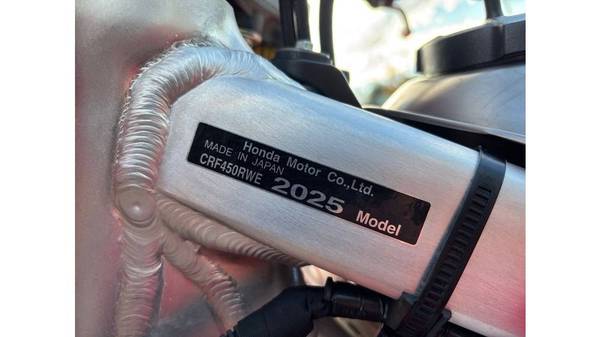 Honda Motor Co.,Ltd.
MADE IN JAPAN
CRF450RWE 2025 Model